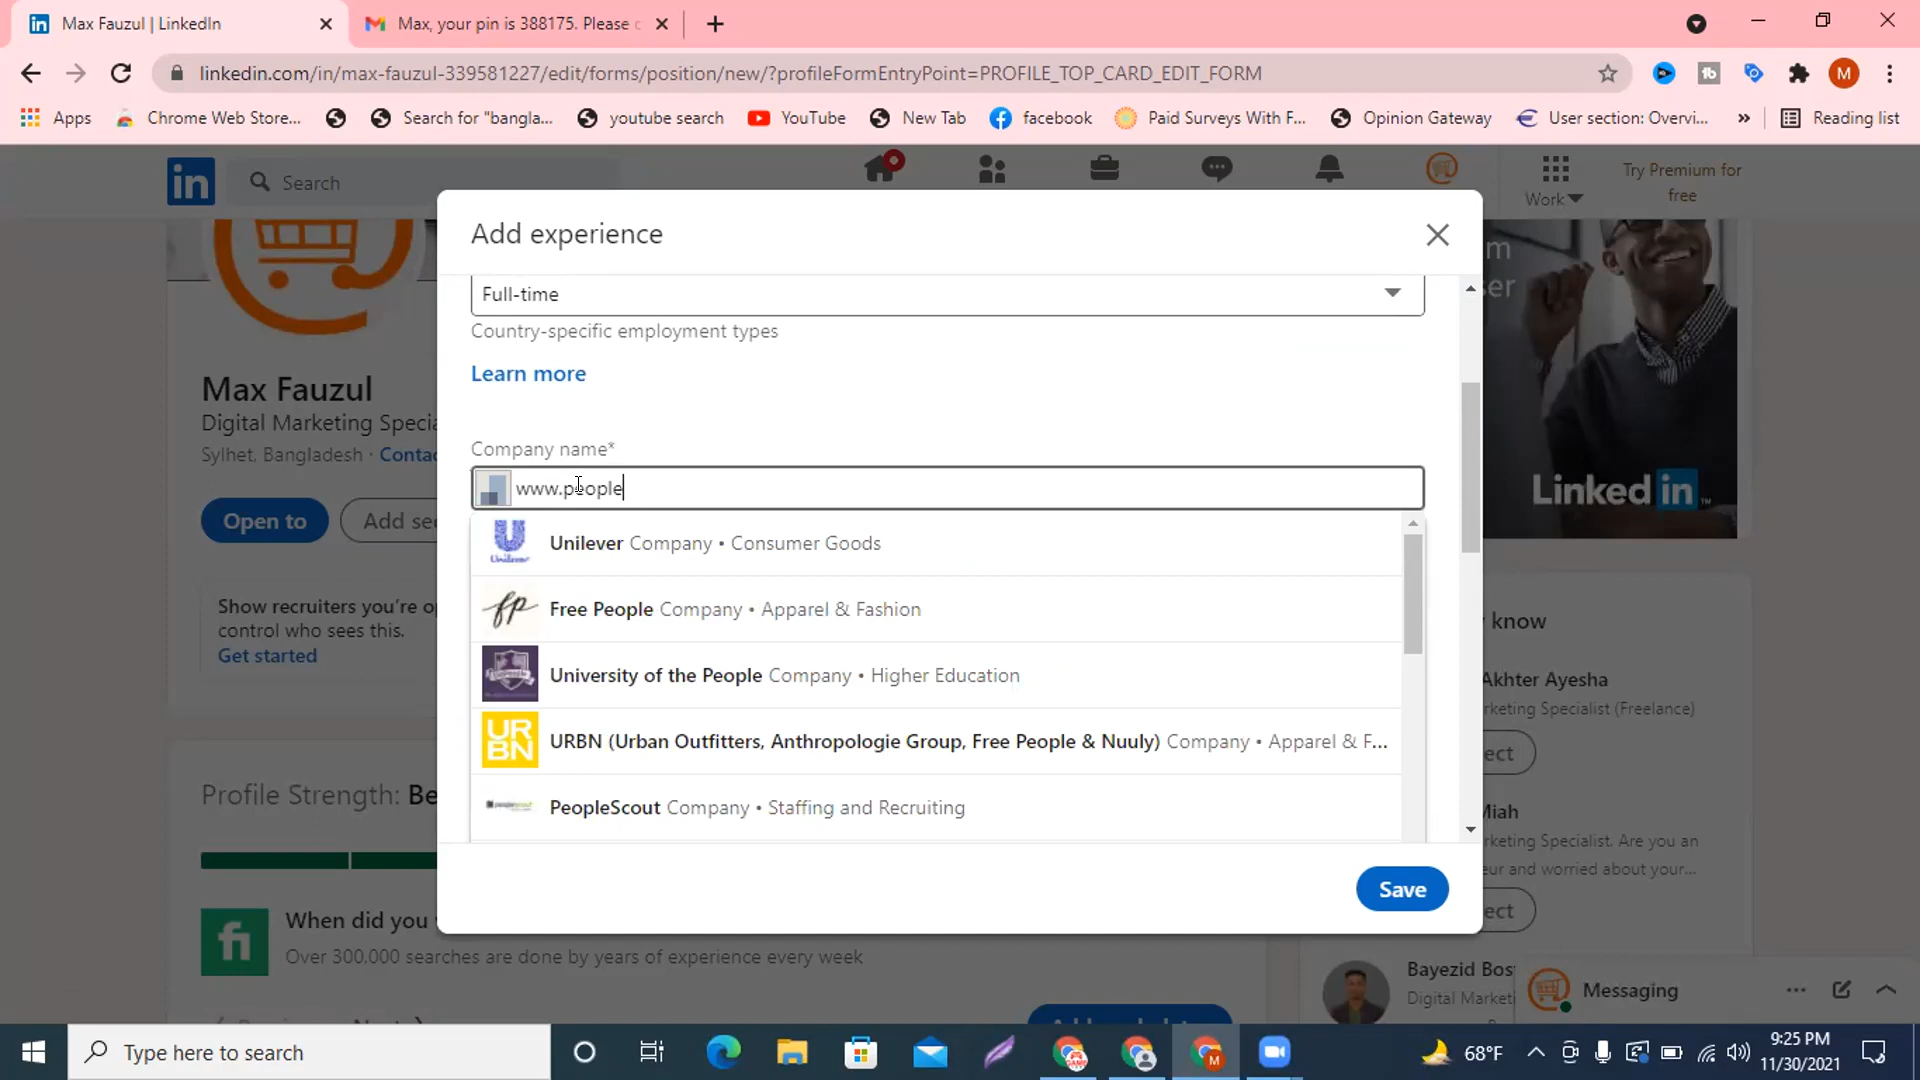 Max Fauzul | LinkedIn
Max, your pin is 388175. Please c
linkedin.com/in/max-fauzul-339581227/edit/forms/position/new/?profileFormEntryPoint=PROFILE_TOP_CARD_EDIT_FORM
M
Apps
Chrome Web Store...
Search for "bangla...
youtube search
YouTube
New Tab
facebook
Paid Surveys With F...
Opinion Gateway
User section: Overvi...
»
Reading list
in
Search
Work
Try Premium for
free
Add experience
Full-time
Country-specific employment types
Learn more
Company name*
www.people
Unilever Company • Consumer Goods
Free People Company • Apparel & Fashion
University of the People Company • Higher Education
URBN (Urban Outfitters, Anthropologie Group, Free People & Nuuly) Company • Apparel & F...
PeopleScout Company • Staffing and Recruiting
Save
Max Fauzul
Digital Marketing Speci
Sylhet, Bangladesh · Contac
Open to
Add sec
Show recruiters you're op
control who sees this.
Get started
Profile Strength: Be
When did you
Over 300,000 searches are done by years of experience every week
LinkedIn
know
Akhter Ayesha
rketing Specialist (Freelance)
ect
Miah
rketing Specialist. Are you an
eur and worried about your...
ect
Bayezid Bos
Digital Marketi
Messaging
Type here to search
68°F
9:25 PM
11/30/2021